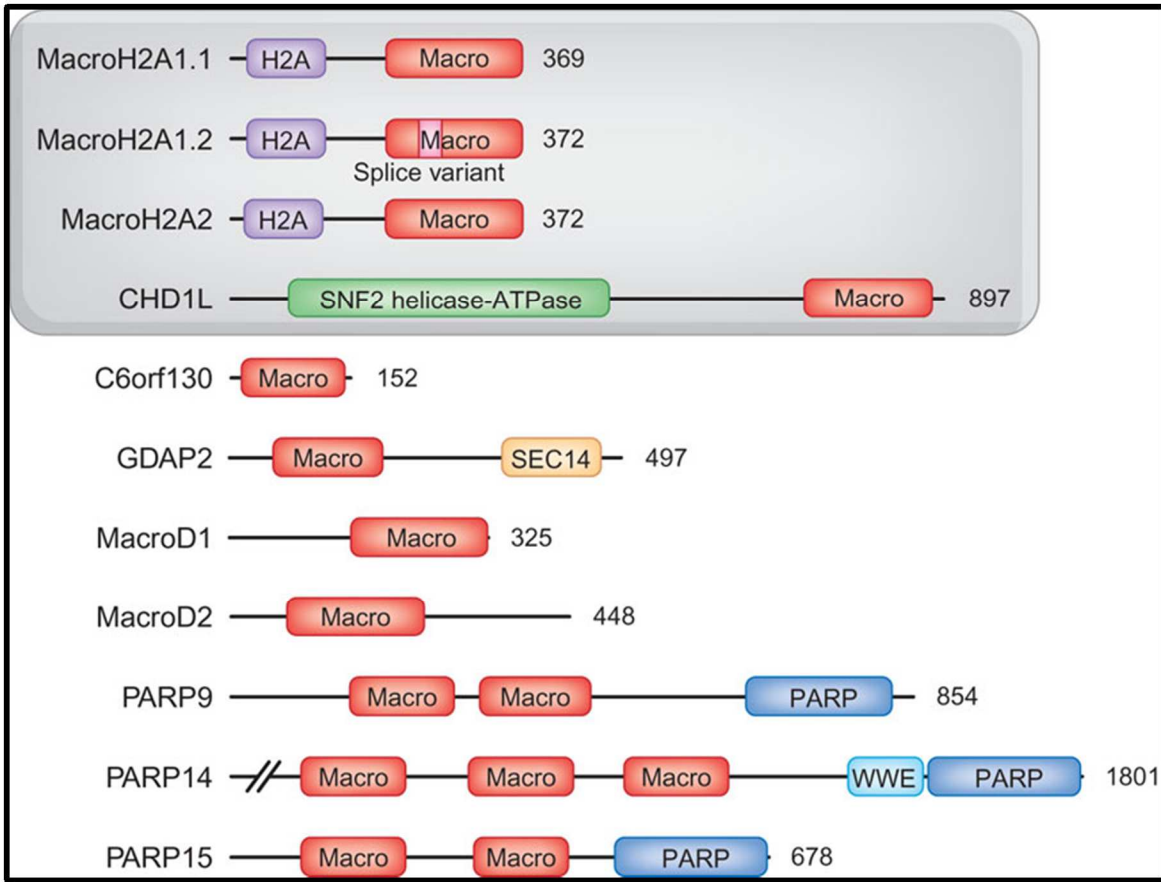 MacroH2A1.1 H2A Macro 369
MacroH2A1.2 H2A Macro 372
Splice variant
MacroH2A2 H2A Macro 372
CHD1L SNF2 helicase-ATPase Macro 897
C6orf130 Macro 152
GDAP2 Macro SEC14 497
MacroD1 Macro 325
MacroD2 Macro 448
PARP9 Macro Macro PARP 854
PARP14 Macro Macro Macro WWE PARP 1801
PARP15 Macro Macro PARP 678